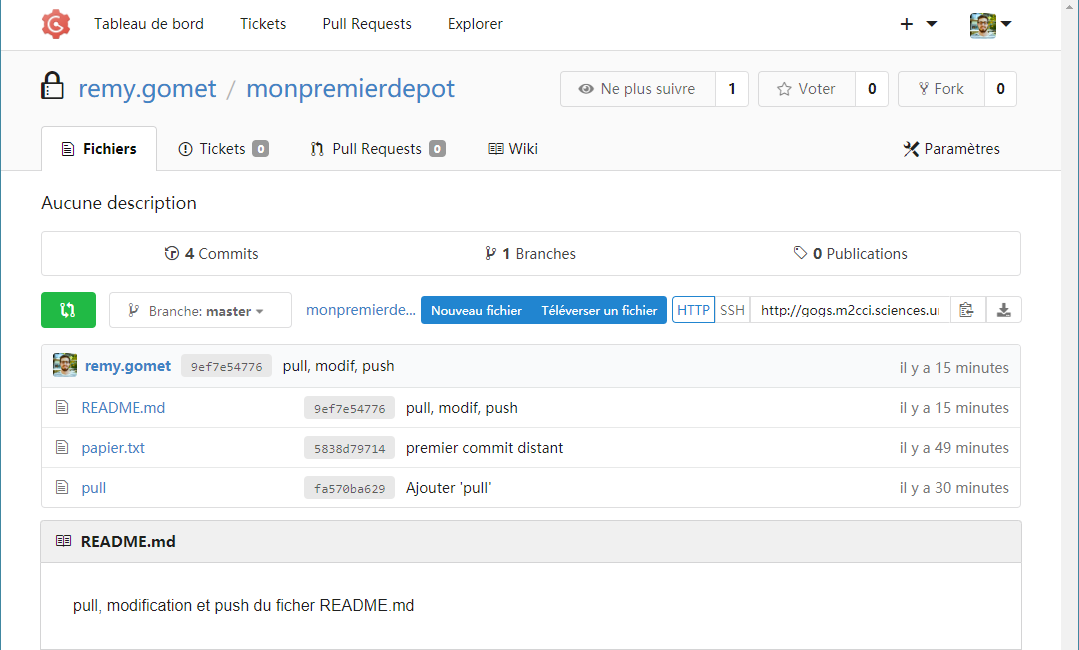 Tableau de bord Tickets Pull Requests Explorer
remy.gomet / monpremierdepot Ne plus suivre 1 Voter 0 Fork 0
Fichiers Tickets 0 Pull Requests 0 Wiki Paramètres
Aucune description
4 Commits 1 Branches 0 Publications
Branche: master monpremierde... Nouveau fichier Téléverser un fichier HTTP SSH http://gogs.m2cci.sciences.u
remy.gomet 9ef7e54776 pull, modif, push il y a 15 minutes
README.md 9ef7e54776 pull, modif, push il y a 15 minutes
papier.txt 5838d79714 premier commit distant il y a 49 minutes
pull fa570ba629 Ajouter 'pull' il y a 30 minutes
README.md
pull, modification et push du ficher README.md